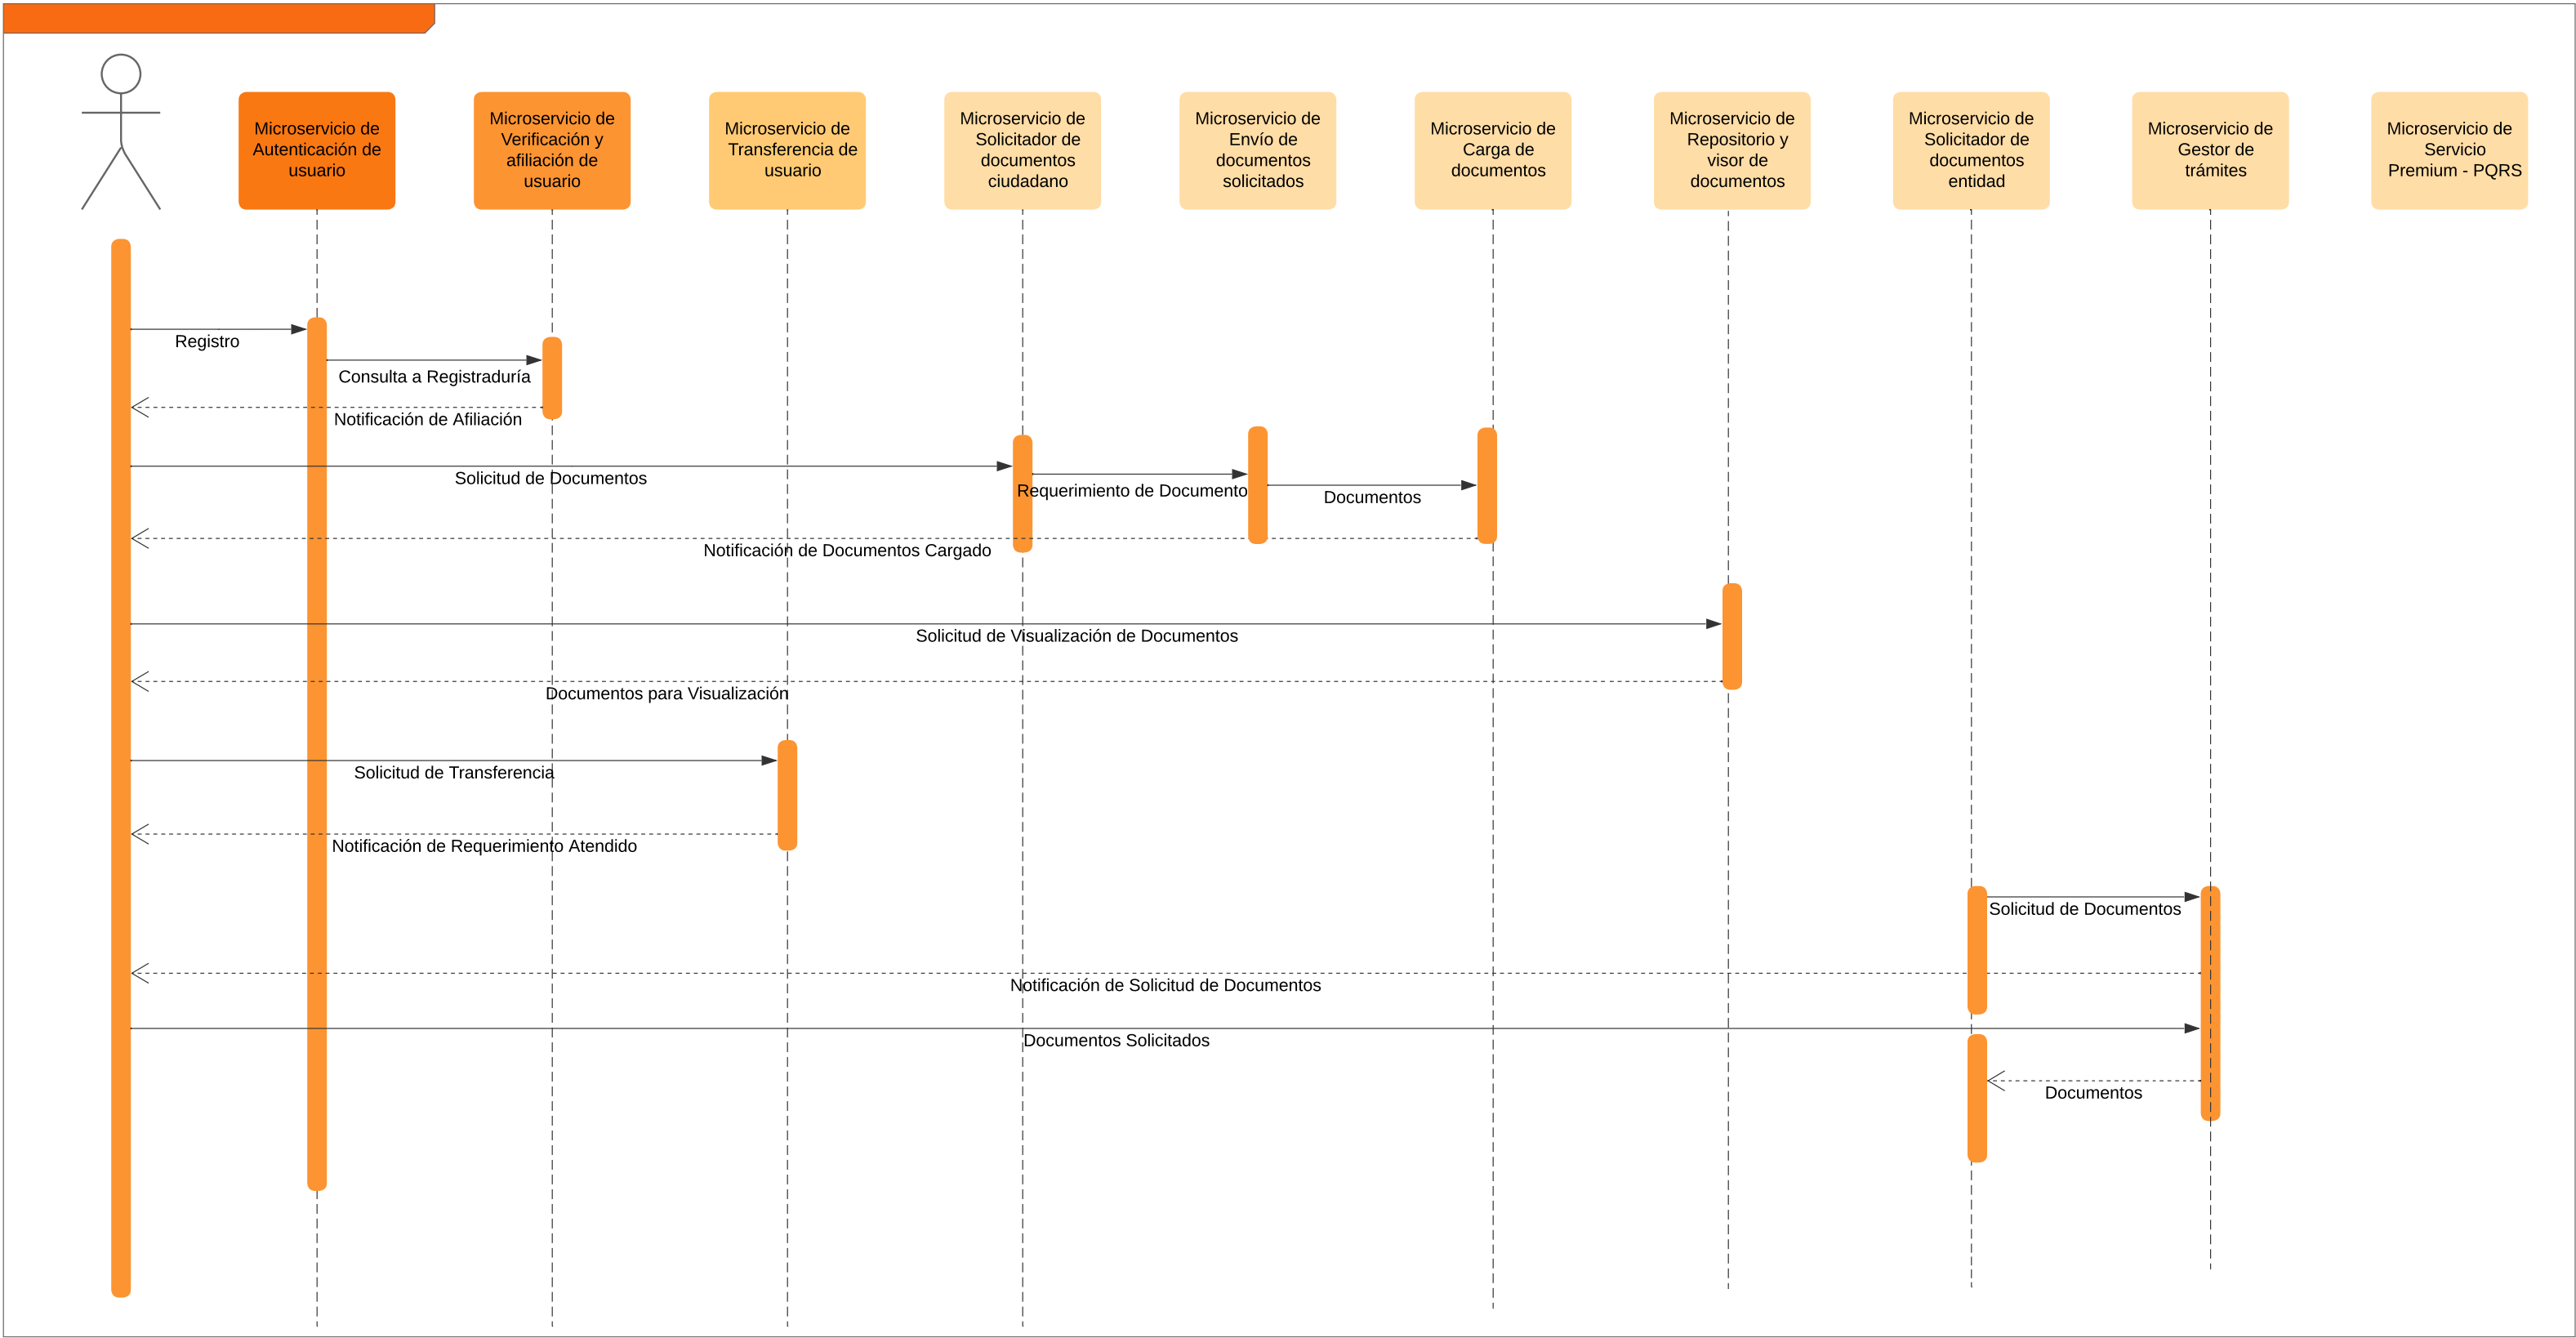 Microservicio de
Autenticación de
usuario
Microservicio de
Verificación y
afiliación de
usuario
Microservicio de
Transferencia de
usuario
Microservicio de
Solicitador de
documentos
ciudadano
Microservicio de
Envío de
documentos
solicitados
Microservicio de
Carga de
documentos
Microservicio de
Repositorio y
visor de
documentos
Microservicio de
Solicitador de
documentos
entidad
Microservicio de
Gestor de
trámites
Microservicio de
Servicio
Premium - PQRS
Registro
Consulta a Registraduría
Notificación de Afiliación
Solicitud de Documentos
Requerimiento de Documento
Documentos
Notificación de Documentos Cargado
Solicitud de Visualización de Documentos
Documentos para Visualización
Solicitud de Transferencia
Notificación de Requerimiento Atendido
Solicitud de Documentos
Notificación de Solicitud de Documentos
Documentos Solicitados
Documentos